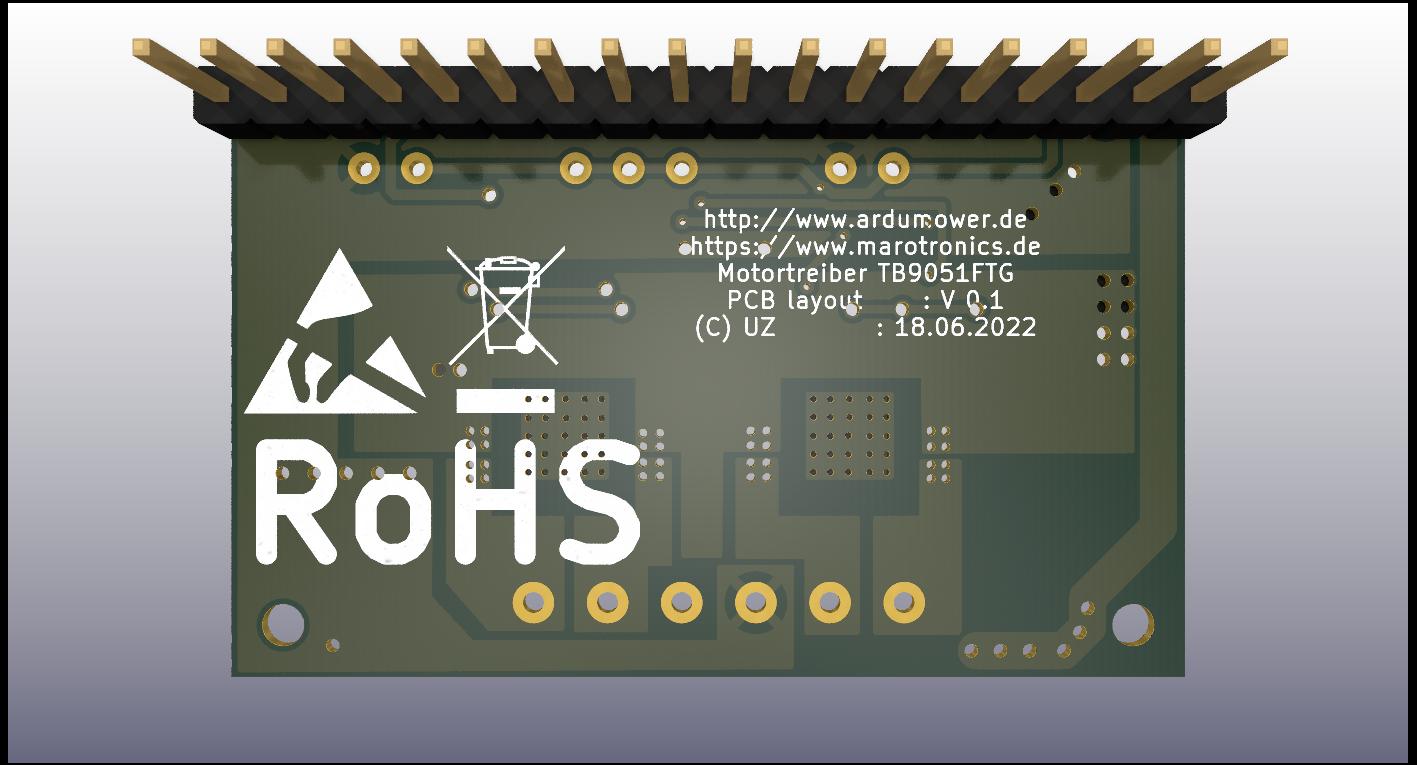 http://www.ardumower.de
https://www.marotronics.de
Motortreiber TB9051FTG
PCB layout : V 0.1
(C) UZ : 18.06.2022
RoHS